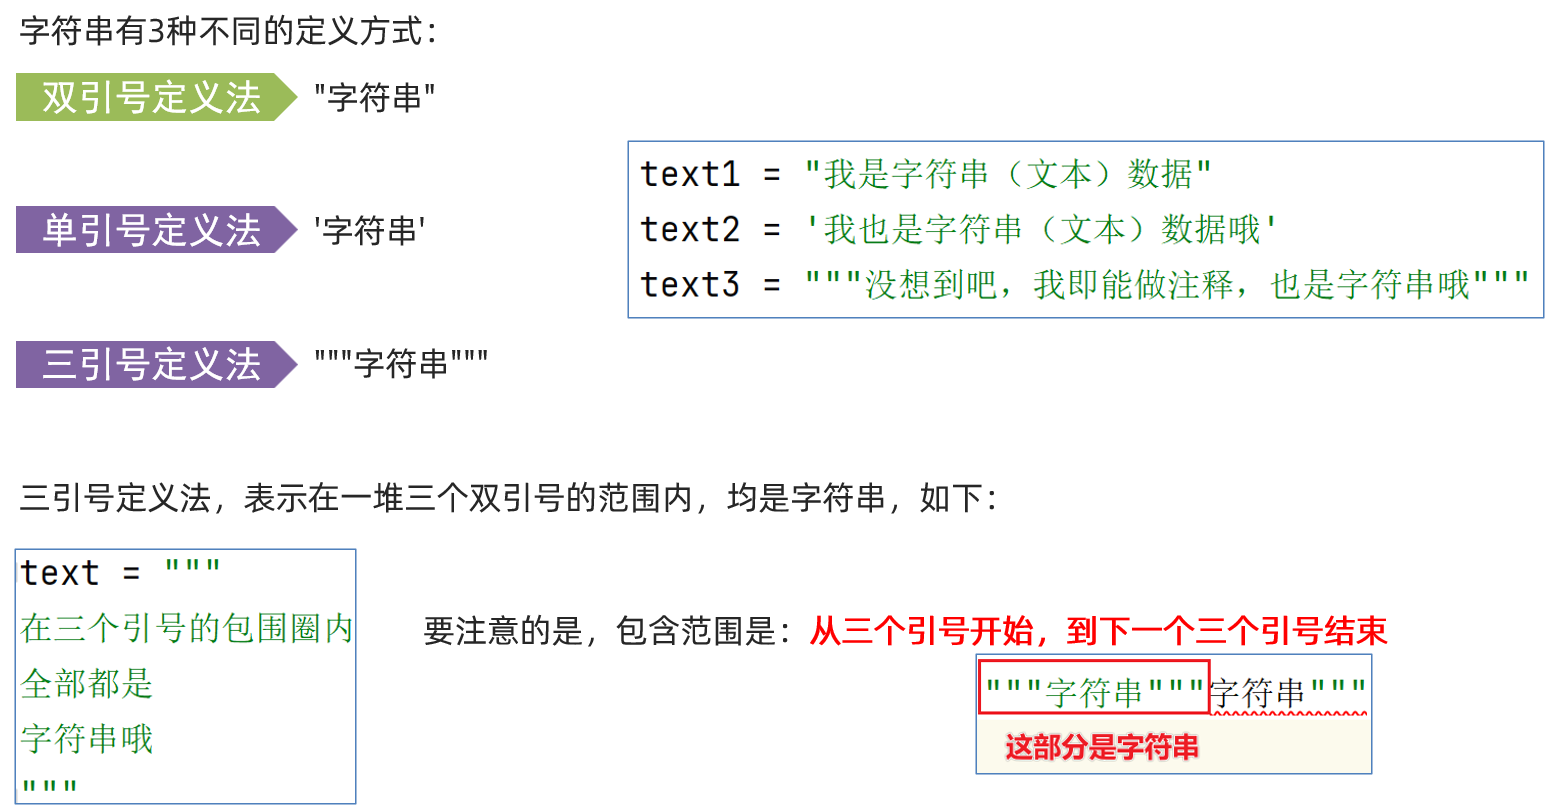 字符串有3种不同的定义方式：
双引号定义法 "字符串"
单引号定义法 '字符串'
三引号定义法 """字符串"""
text1 = "我是字符串（文本）数据"
text2 = '我也是字符串（文本）数据哦'
text3 = """没想到吧，我即能做注释，也是字符串哦"""
三引号定义法，表示在一堆三个双引号的范围内，均是字符串，如下：
text = """
在三个引号的包围圈内
全部都是
字符串哦
"""
要注意的是，包含范围是：从三个引号开始，到下一个三个引号结束
"""字符串"""字符串"""
这部分是字符串